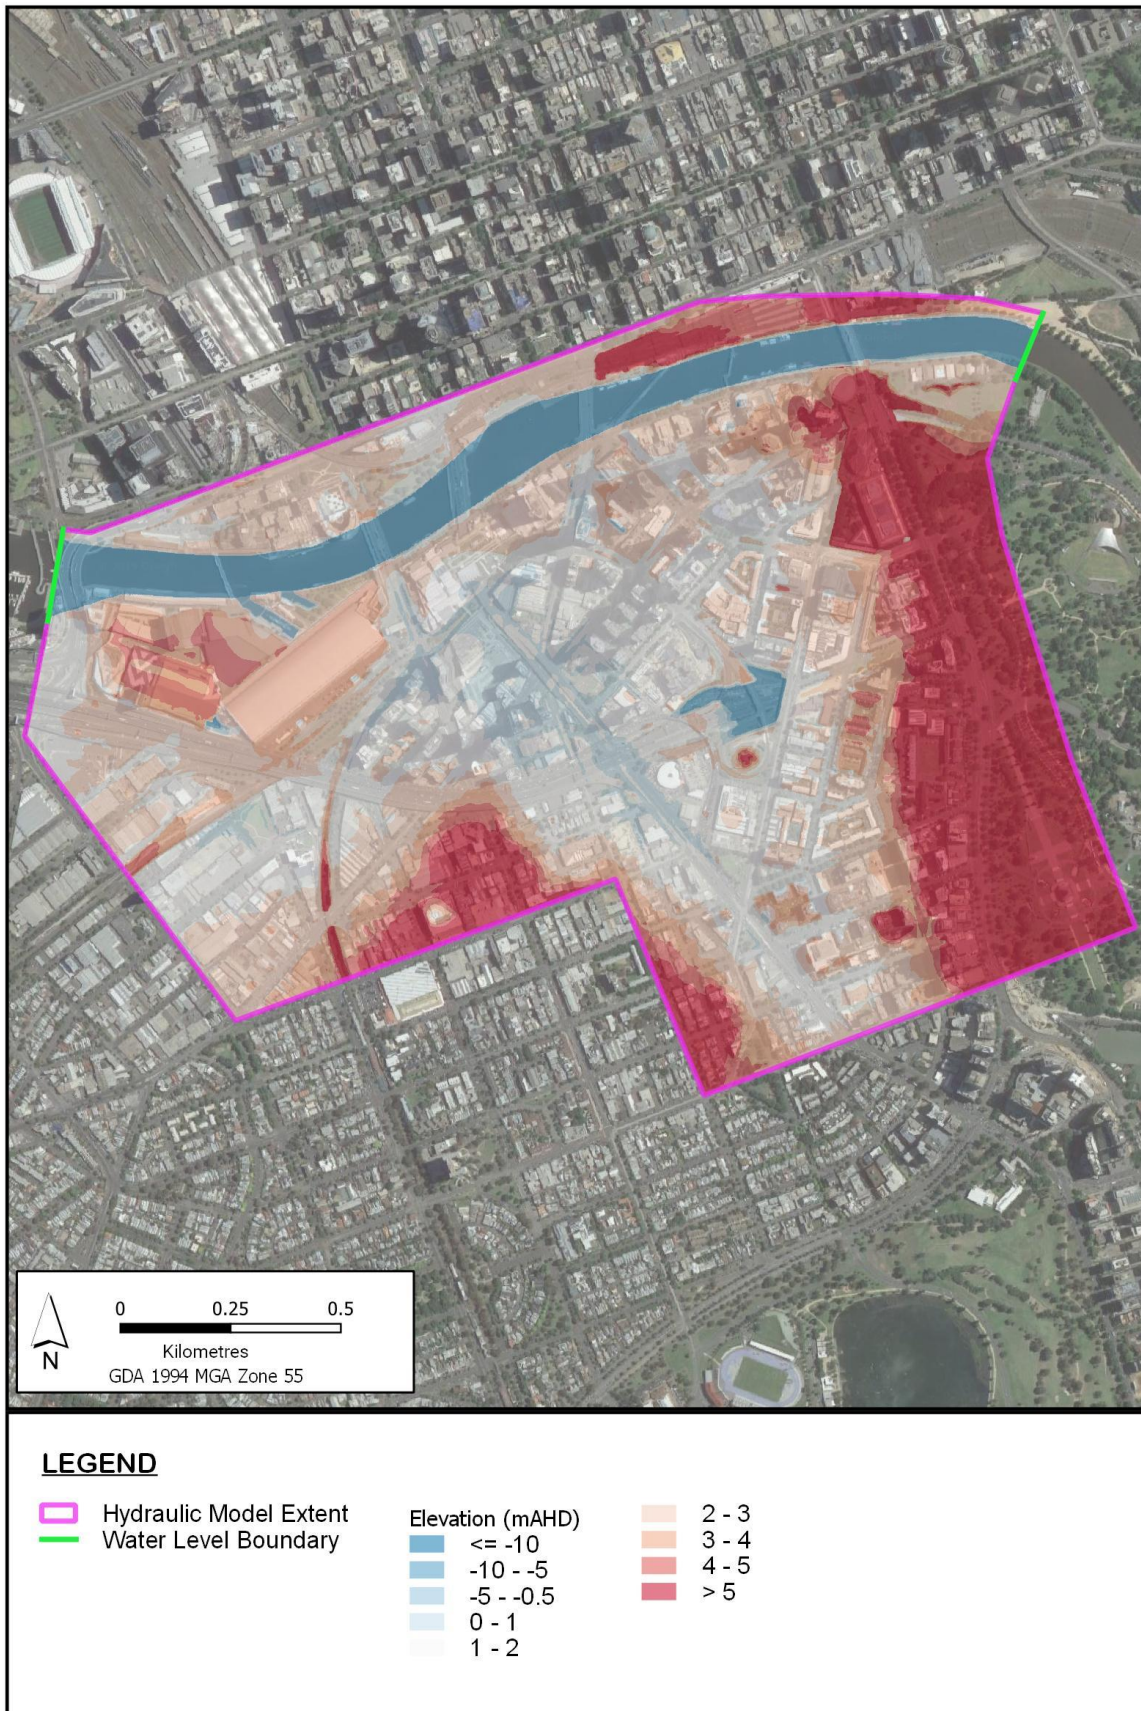 0 0.25 0.5
Kilometres
N
GDA 1994 MGA Zone 55
LEGEND
Hydraulic Model Extent
Water Level Boundary
Elevation (mAHD)
<= -10
-10 - -5
-5 - -0.5
0 - 1
1 - 2
2 - 3
3 - 4
4 - 5
> 5